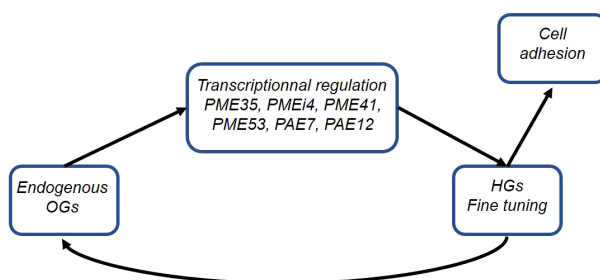 Cell
adhesion
Transcriptionnal regulation
PME35, PMEi4, PME41,
PME53, PAE7, PAE12
Endogenous
OGs
HGs
Fine tuning